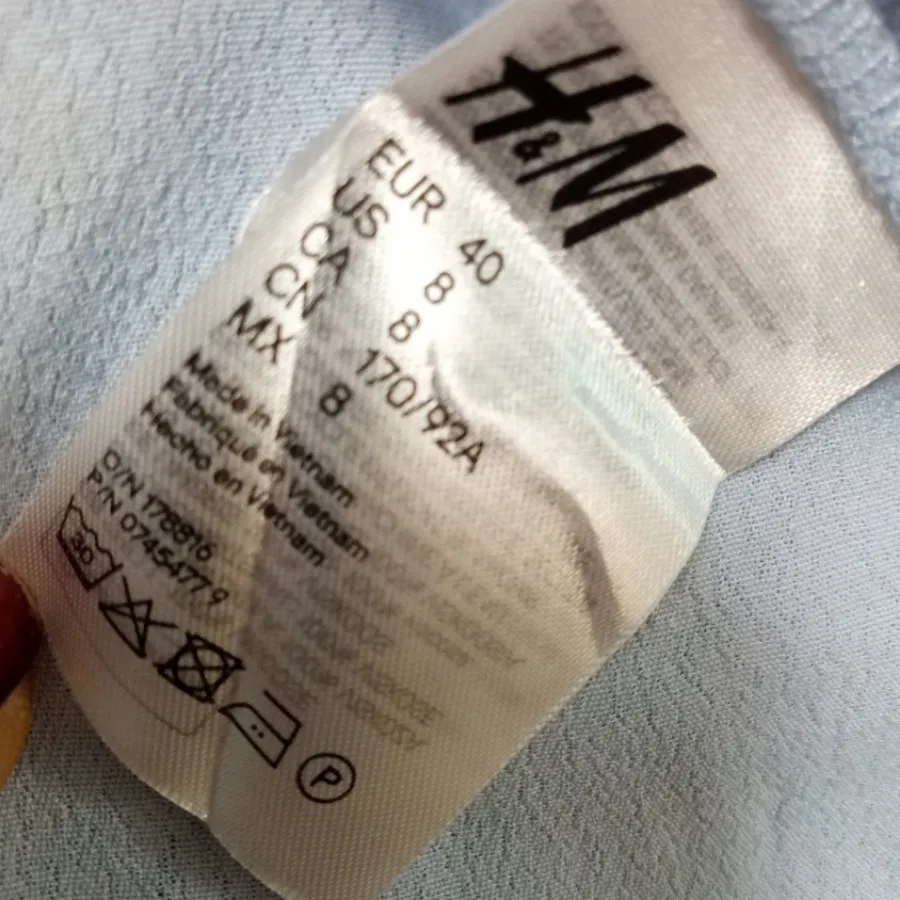 H&M
EUR 40
US 8
CA 8
CN 170/92A
MX 8
Made in Vietnam
Fabriqué en Vietnam
Hecho en Vietnam
O/N 178816
P/N 07454779
30
P